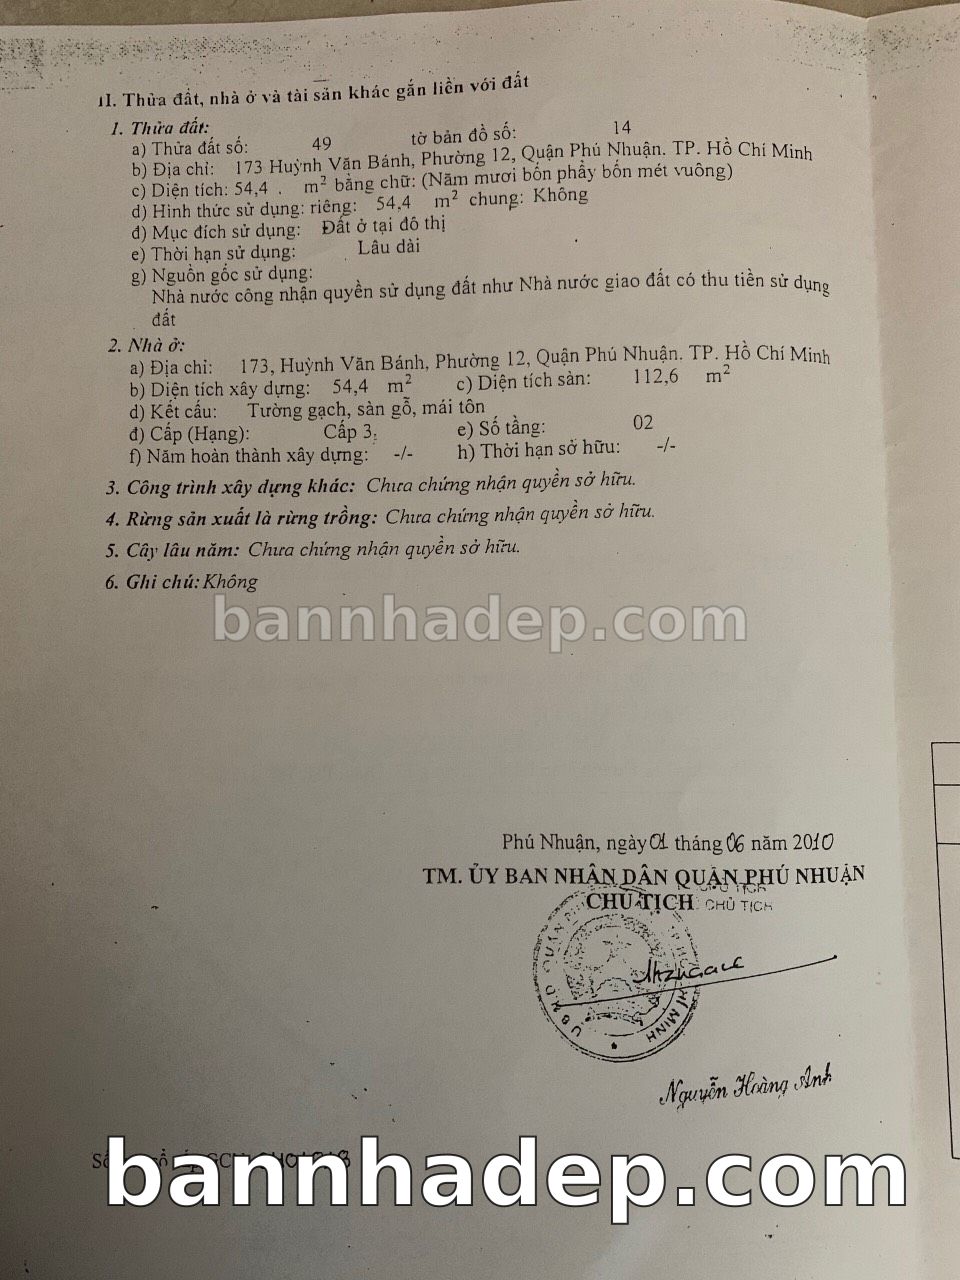 II. Thửa đất, nhà ở và tài sản khác gắn liền với đất
1. Thửa đất:
a) Thửa đất số: 49 tờ bản đồ số: 14
b) Địa chỉ: 173 Huỳnh Văn Bánh, Phường 12, Quận Phú Nhuận. TP. Hồ Chí Minh
c) Diện tích: 54,4 . m² bằng chữ: (Năm mươi bốn phẩy bốn mét vuông)
d) Hình thức sử dụng: riêng: 54,4 m² chung: Không
đ) Mục đích sử dụng: Đất ở tại đô thị
e) Thời hạn sử dụng: Lâu dài
g) Nguồn gốc sử dụng:
Nhà nước công nhận quyền sử dụng đất như Nhà nước giao đất có thu tiền sử dụng
đất
2. Nhà ở:
a) Địa chỉ: 173, Huỳnh Văn Bánh, Phường 12, Quận Phú Nhuận. TP. Hồ Chí Minh
b) Diện tích xây dựng: 54,4 m² c) Diện tích sàn: 112,6 m²
d) Kết cấu: Tường gạch, sàn gỗ, mái tôn
đ) Cấp (Hạng): Cấp 3. e) Số tầng: 02
f) Năm hoàn thành xây dựng: -/- h) Thời hạn sở hữu: -/-
3. Công trình xây dựng khác: Chưa chứng nhận quyền sở hữu.
4. Rừng sản xuất là rừng trồng: Chưa chứng nhận quyền sở hữu.
5. Cây lâu năm: Chưa chứng nhận quyền sở hữu.
6. Ghi chú: Không
bannhadep.com
Phú Nhuận, ngày 01 tháng 06 năm 2010
TM. ỦY BAN NHÂN DÂN QUẬN PHÚ NHUẬN
CHỦ TỊCH
CHỦ TỊCH
CHỦ TỊCH
Nguyễn Hoàng Anh
bannhadep.com